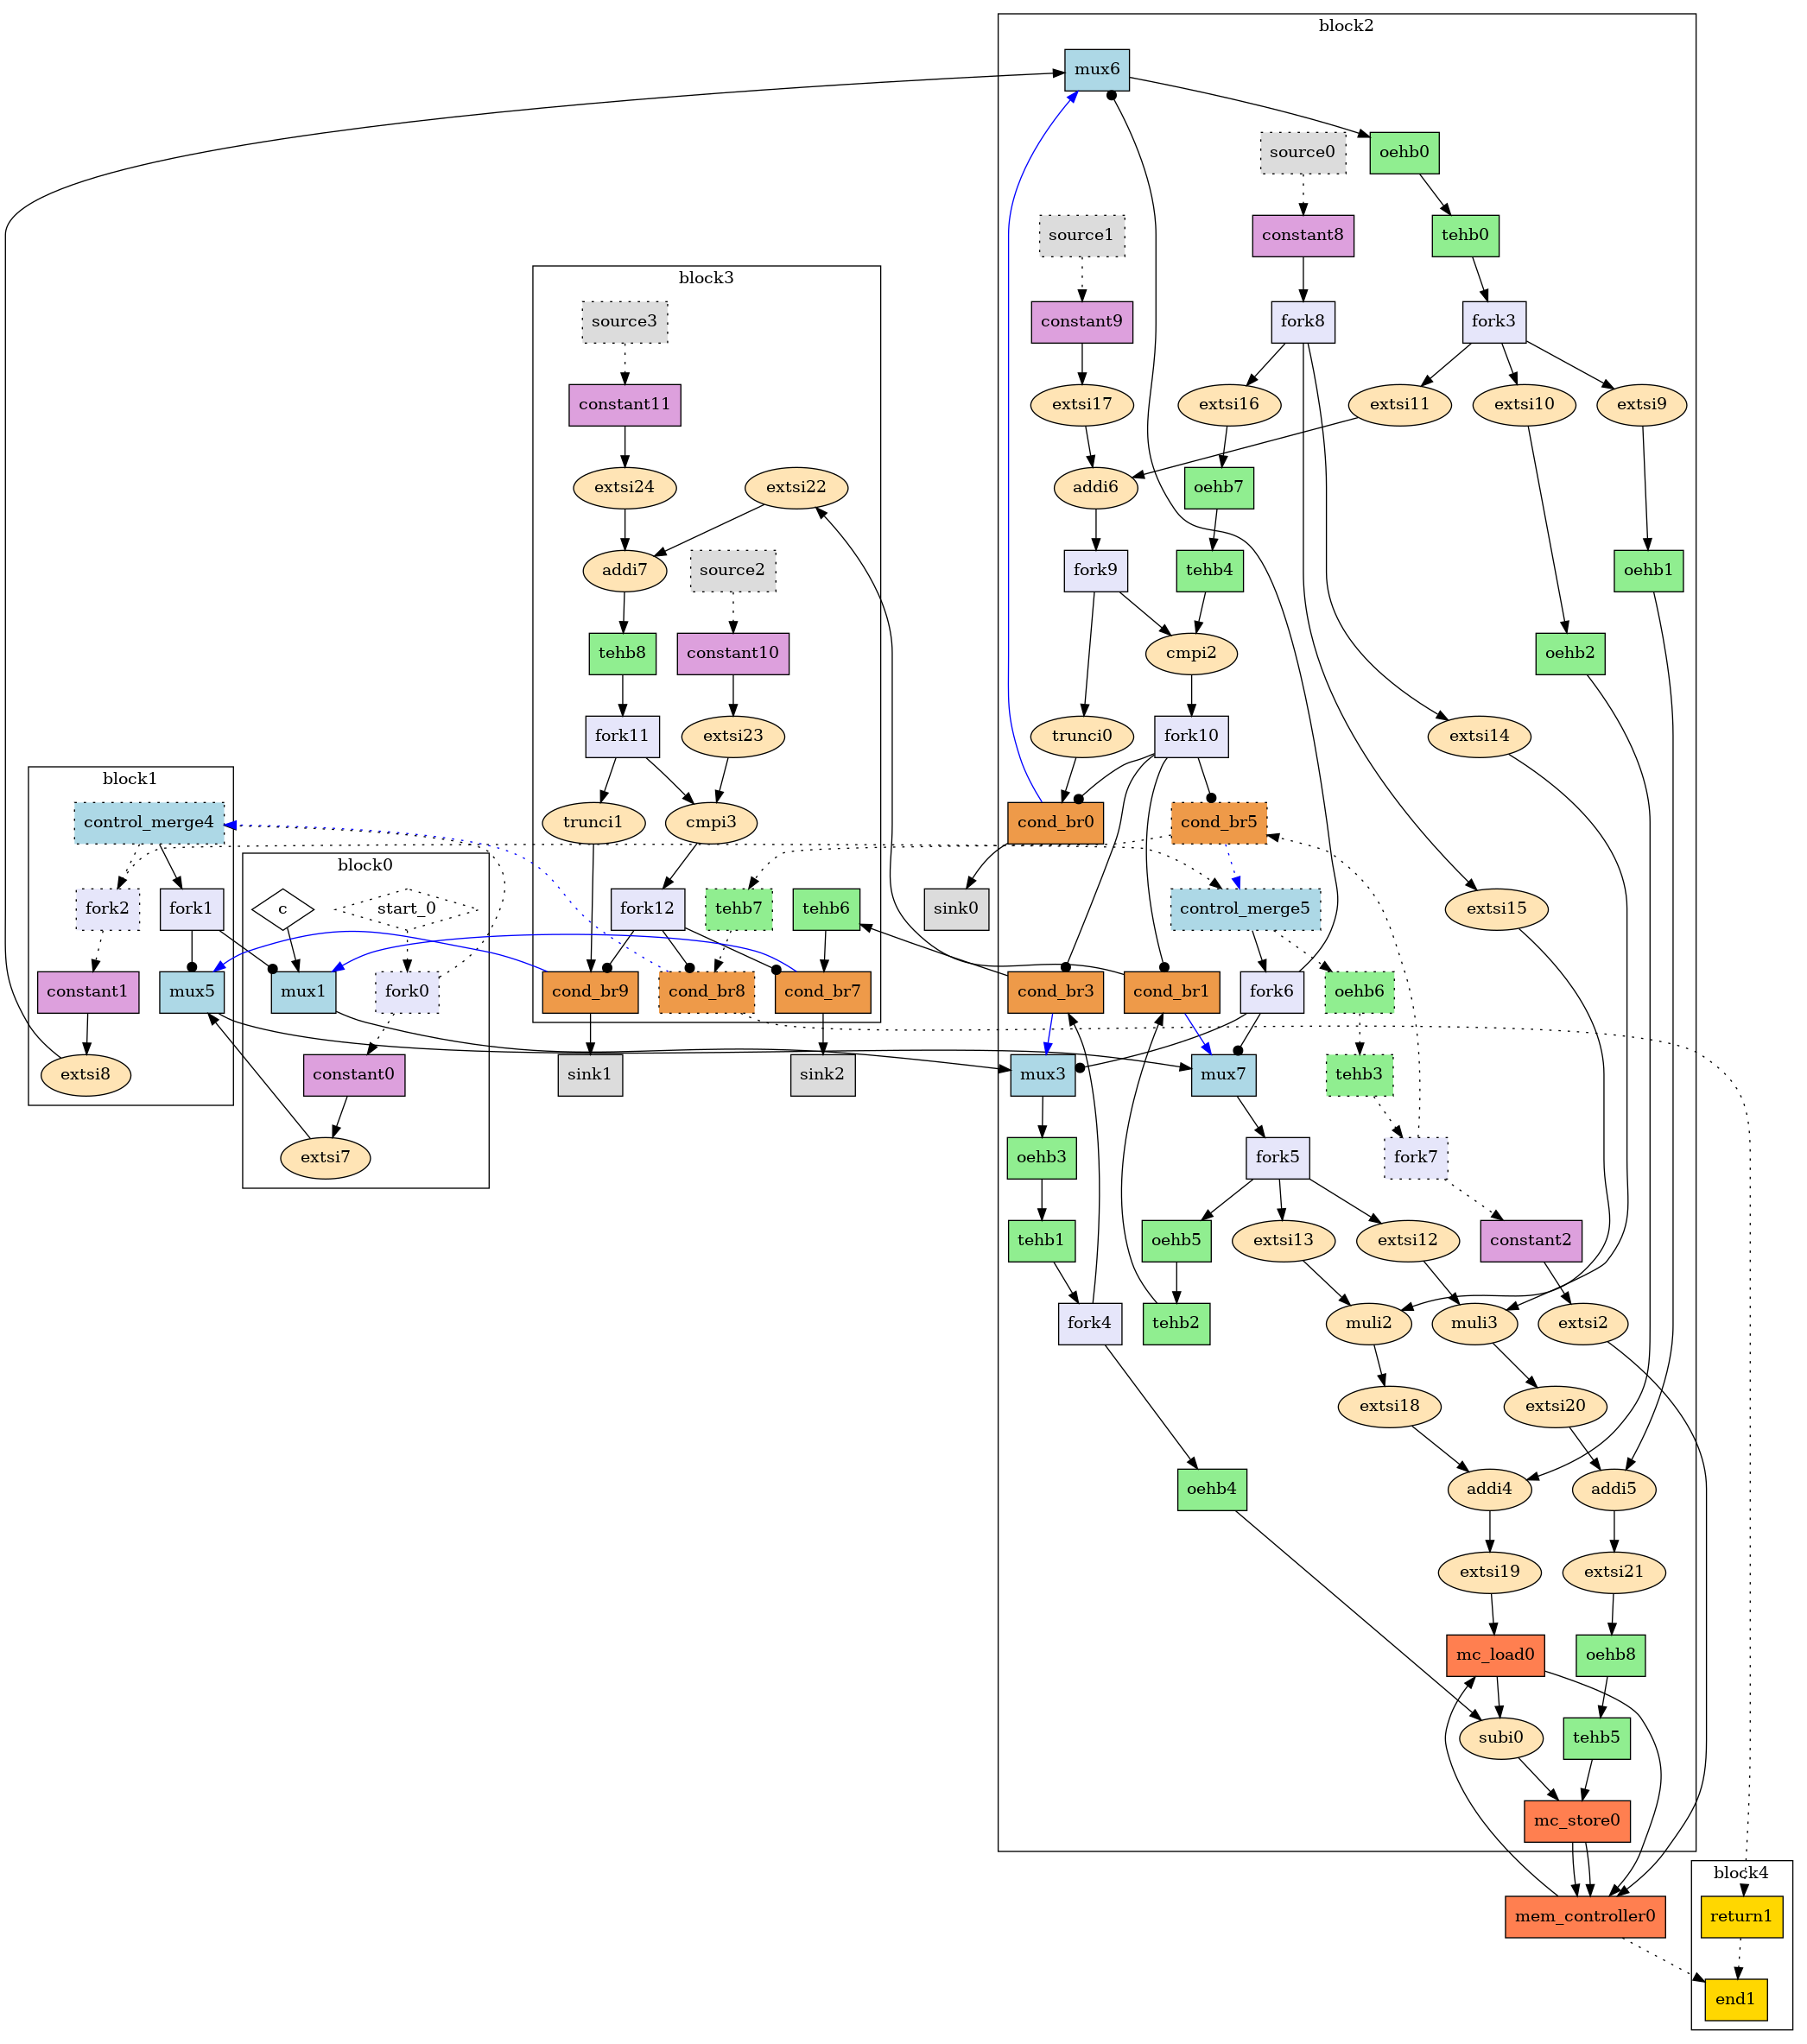 block2
mux6
source0
oehb0
source1
constant8
tehb0
block3
source3
constant9
fork8
fork3
constant11
extsi17
extsi16
extsi11
extsi10
extsi9
extsi24
extsi22
addi6
oehb7
addi7
source2
fork9
tehb4
oehb1
tehb8
constant10
cmpi2
oehb2
fork11
extsi23
trunci0
fork10
extsi14
block1
control_merge4
trunci1
cmpi3
cond_br0
cond_br5
block0
fork2
fork1
c
start_0
fork12
tehb7
tehb6
sink0
control_merge5
extsi15
constant1
mux5
mux1
fork0
cond_br9
cond_br8
cond_br7
cond_br3
cond_br1
fork6
oehb6
extsi8
constant0
sink1
sink2
mux3
mux7
tehb3
extsi7
oehb3
fork5
fork7
tehb1
oehb5
extsi13
extsi12
constant2
fork4
tehb2
muli2
muli3
extsi2
extsi18
extsi20
oehb4
addi4
addi5
extsi19
extsi21
mc_load0
oehb8
subi0
tehb5
mc_store0
block4
mem_controller0
return1
end1